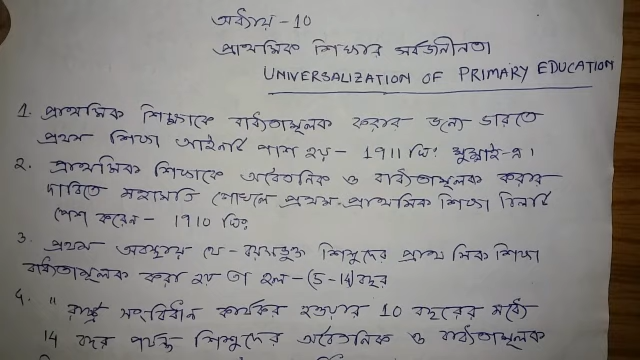 অধ্যায় - 10
প্রাথমিক শিক্ষার সর্বজনীনতা
UNIVERSALIZATION OF PRIMARY EDUCATION
1. প্রাথমিক শিক্ষাকে বাধ্যতামূলক করার জন্যে ভারতে
প্রথম শিক্ষা আইনটি পাশ হয় - 1911 খ্রিঃ মুম্বাই-এ।
2. প্রাথমিক শিক্ষাকে অবৈতনিক ও বাধ্যতামূলক করার
দাবিতে মহামতি গোখলে প্রথম প্রাথমিক শিক্ষা বিলটি
পেশ করেন - 1910 খ্রিঃ
3. প্রথম অবস্থায় যে-বয়সভুক্ত শিশুদের প্রাথমিক শিক্ষা
বাধ্যতামূলক করা হয় তা হল - (5-14) বছর
4. " রাষ্ট্র সংবিধান কার্যকর হওয়ার 10 বছরের মধ্যে
14 বছর পর্যন্ত শিশুদের অবৈতনিক ও বাধ্যতামূলক